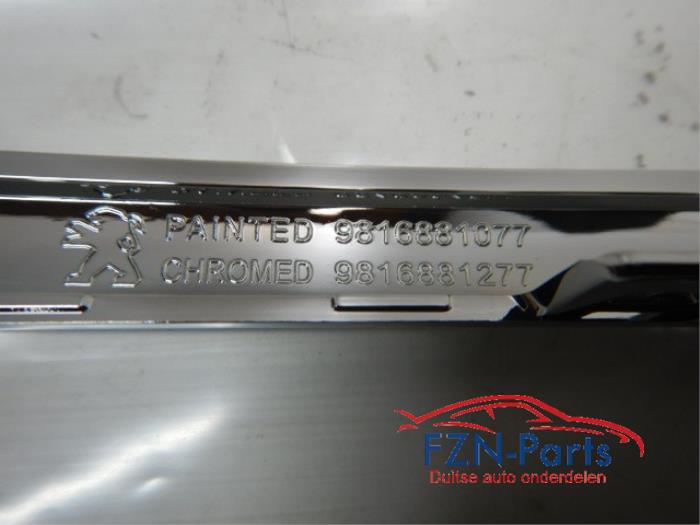 PAINTED 9816881077
CHROMED 9816881277
FZN-Parts
Duitse auto onderdelen